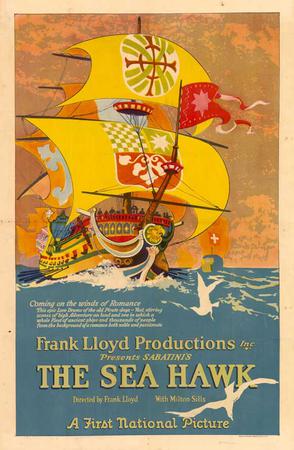 Coming on the winds of Romance
This epic Love Drama of the old Pirate days - that stirring
scenes of high Adventure on land and sea in which a
whole fleet of ancient ships and thousands of people
form the background of a romance both noble and passionate
Frank Lloyd Productions Inc
Presents SABATINI'S
THE SEA HAWK
Directed by Frank Lloyd With Milton Sills
A First National Picture